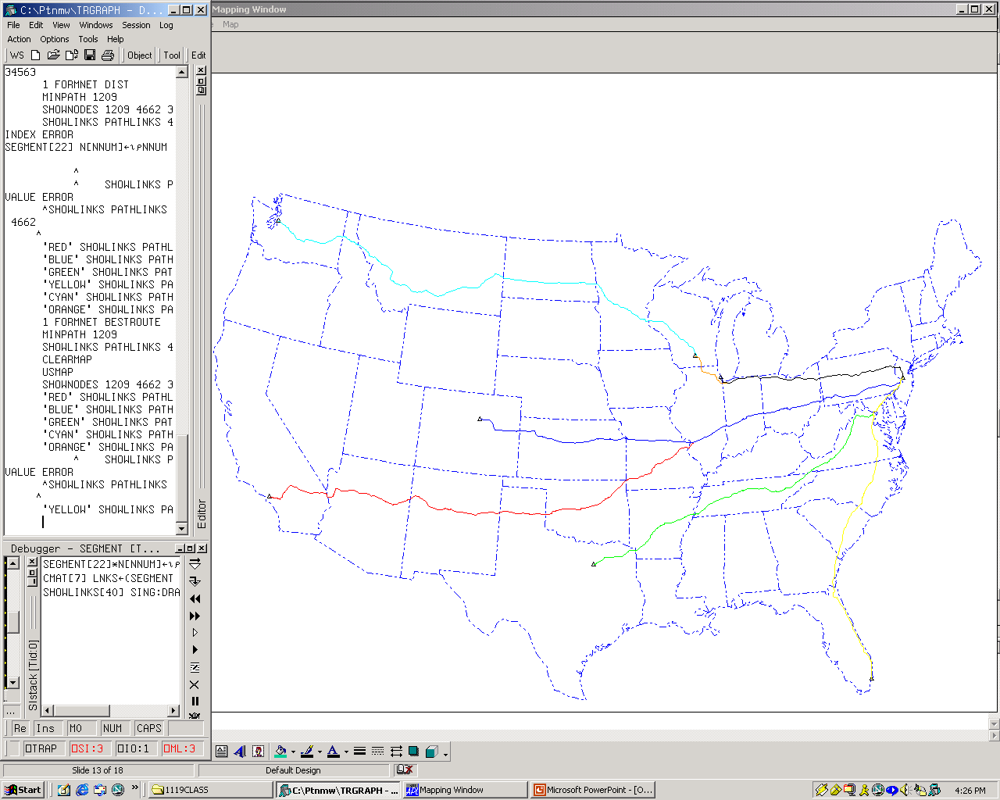 C:\Ptnmw\TRGRAPH - D...
Mapping Window
File Edit View Windows Session Log
Map
Action Options Tools Help
WS Object Tool Edit
34563
1 FORMNET DIST
MINPATH 1209
SHOWNODES 1209 4662 3
SHOWLINKS PATHLINKS 4
INDEX ERROR
SEGMENT[22] N[NNUM]←⍳⍴NNUM
^
^ SHOWLINKS P
VALUE ERROR
^SHOWLINKS PATHLINKS
4662
^
'RED' SHOWLINKS PATHL
'BLUE' SHOWLINKS PATH
'GREEN' SHOWLINKS PAT
'YELLOW' SHOWLINKS PA
'CYAN' SHOWLINKS PATH
'ORANGE' SHOWLINKS PA
1 FORMNET BESTROUTE
MINPATH 1209
SHOWLINKS PATHLINKS 4
CLEARMAP
USMAP
SHOWNODES 1209 4662 3
'RED' SHOWLINKS PATHL
'BLUE' SHOWLINKS PATH
'GREEN' SHOWLINKS PAT
'CYAN' SHOWLINKS PATH
'ORANGE' SHOWLINKS PA
^ SHOWLINKS P
VALUE ERROR
^SHOWLINKS PATHLINKS
^
'YELLOW' SHOWLINKS PA
Editor
Debugger - SEGMENT [T...
SEGMENT[22]*N[NNUM]←⍳⍴
CMAT[7] LNKS←(SEGMENT
SHOWLINKS[40] SING:DRA
SIstack [Tid:0]
...
Re Ins MO NUM CAPS
⎕TRAP ⎕SI:3 ⎕IO:1 ⎕ML:3
Slide 13 of 18 Default Design
Start 1119CLASS C:\Ptnmw\TRGRAPH - ... Mapping Window Microsoft PowerPoint - [O... 4:26 PM